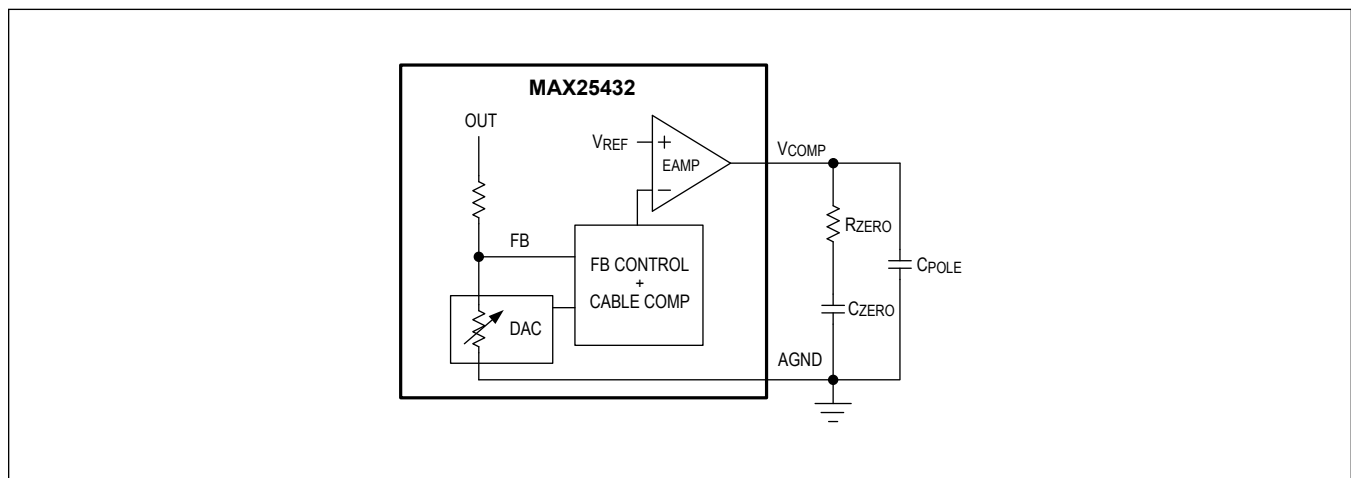 MAX25432
OUT
VREF
+
EAMP
−
VCOMP
RZERO
FB
FB CONTROL
+
CABLE COMP
CPOLE
DAC
CZERO
AGND